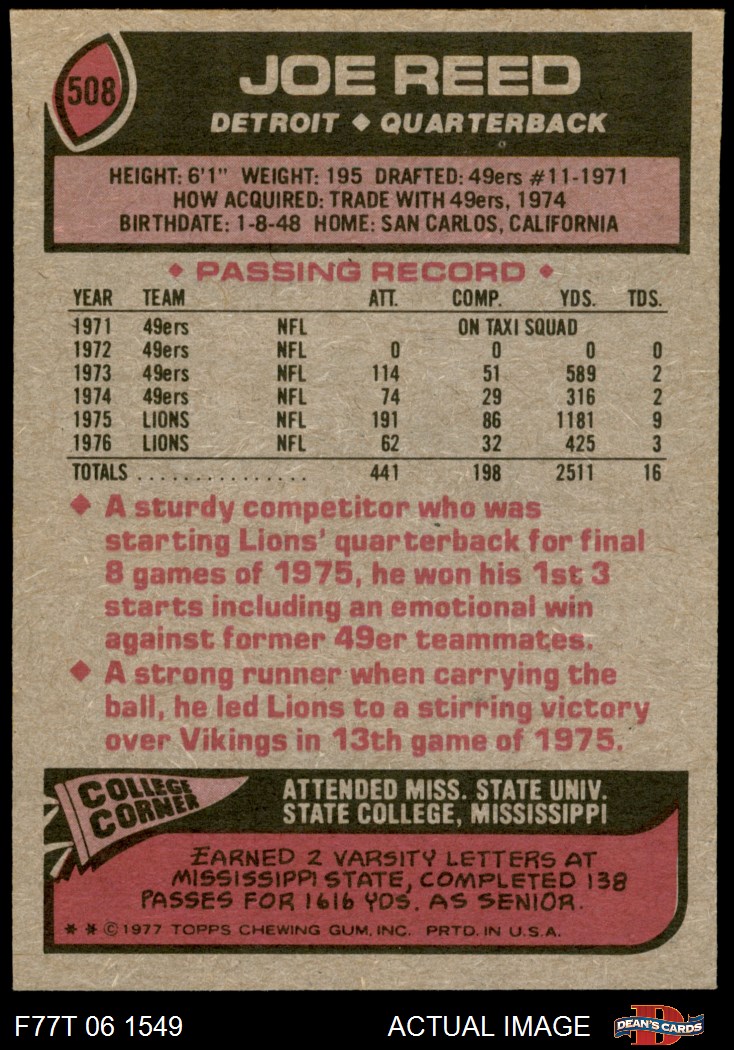 508
JOE REED
DETROIT ◆ QUARTERBACK
HEIGHT: 6'1" WEIGHT: 195 DRAFTED: 49ers #11-1971
HOW ACQUIRED: TRADE WITH 49ers, 1974
BIRTHDATE: 1-8-48 HOME: SAN CARLOS, CALIFORNIA
◆ PASSING RECORD ◆
YEAR TEAM ATT. COMP. YDS. TDS.
1971 49ers NFL ON TAXI SQUAD
1972 49ers NFL 0 0 0 0
1973 49ers NFL 114 51 589 2
1974 49ers NFL 74 29 316 2
1975 LIONS NFL 191 86 1181 9
1976 LIONS NFL 62 32 425 3
TOTALS ................ 441 198 2511 16
◆ A sturdy competitor who was
starting Lions' quarterback for final
8 games of 1975, he won his 1st 3
starts including an emotional win
against former 49er teammates.
◆ A strong runner when carrying the
ball, he led Lions to a stirring victory
over Vikings in 13th game of 1975.
COLLEGE
CORNER
ATTENDED MISS. STATE UNIV.
STATE COLLEGE, MISSISSIPPI
EARNED 2 VARSITY LETTERS AT
MISSISSIPPI STATE, COMPLETED 138
PASSES FOR 1616 YDS. AS SENIOR.
* * © 1977 TOPPS CHEWING GUM, INC. PRTD. IN U.S.A.
F77T 06 1549 ACTUAL IMAGE
D
DEAN'S CARDS